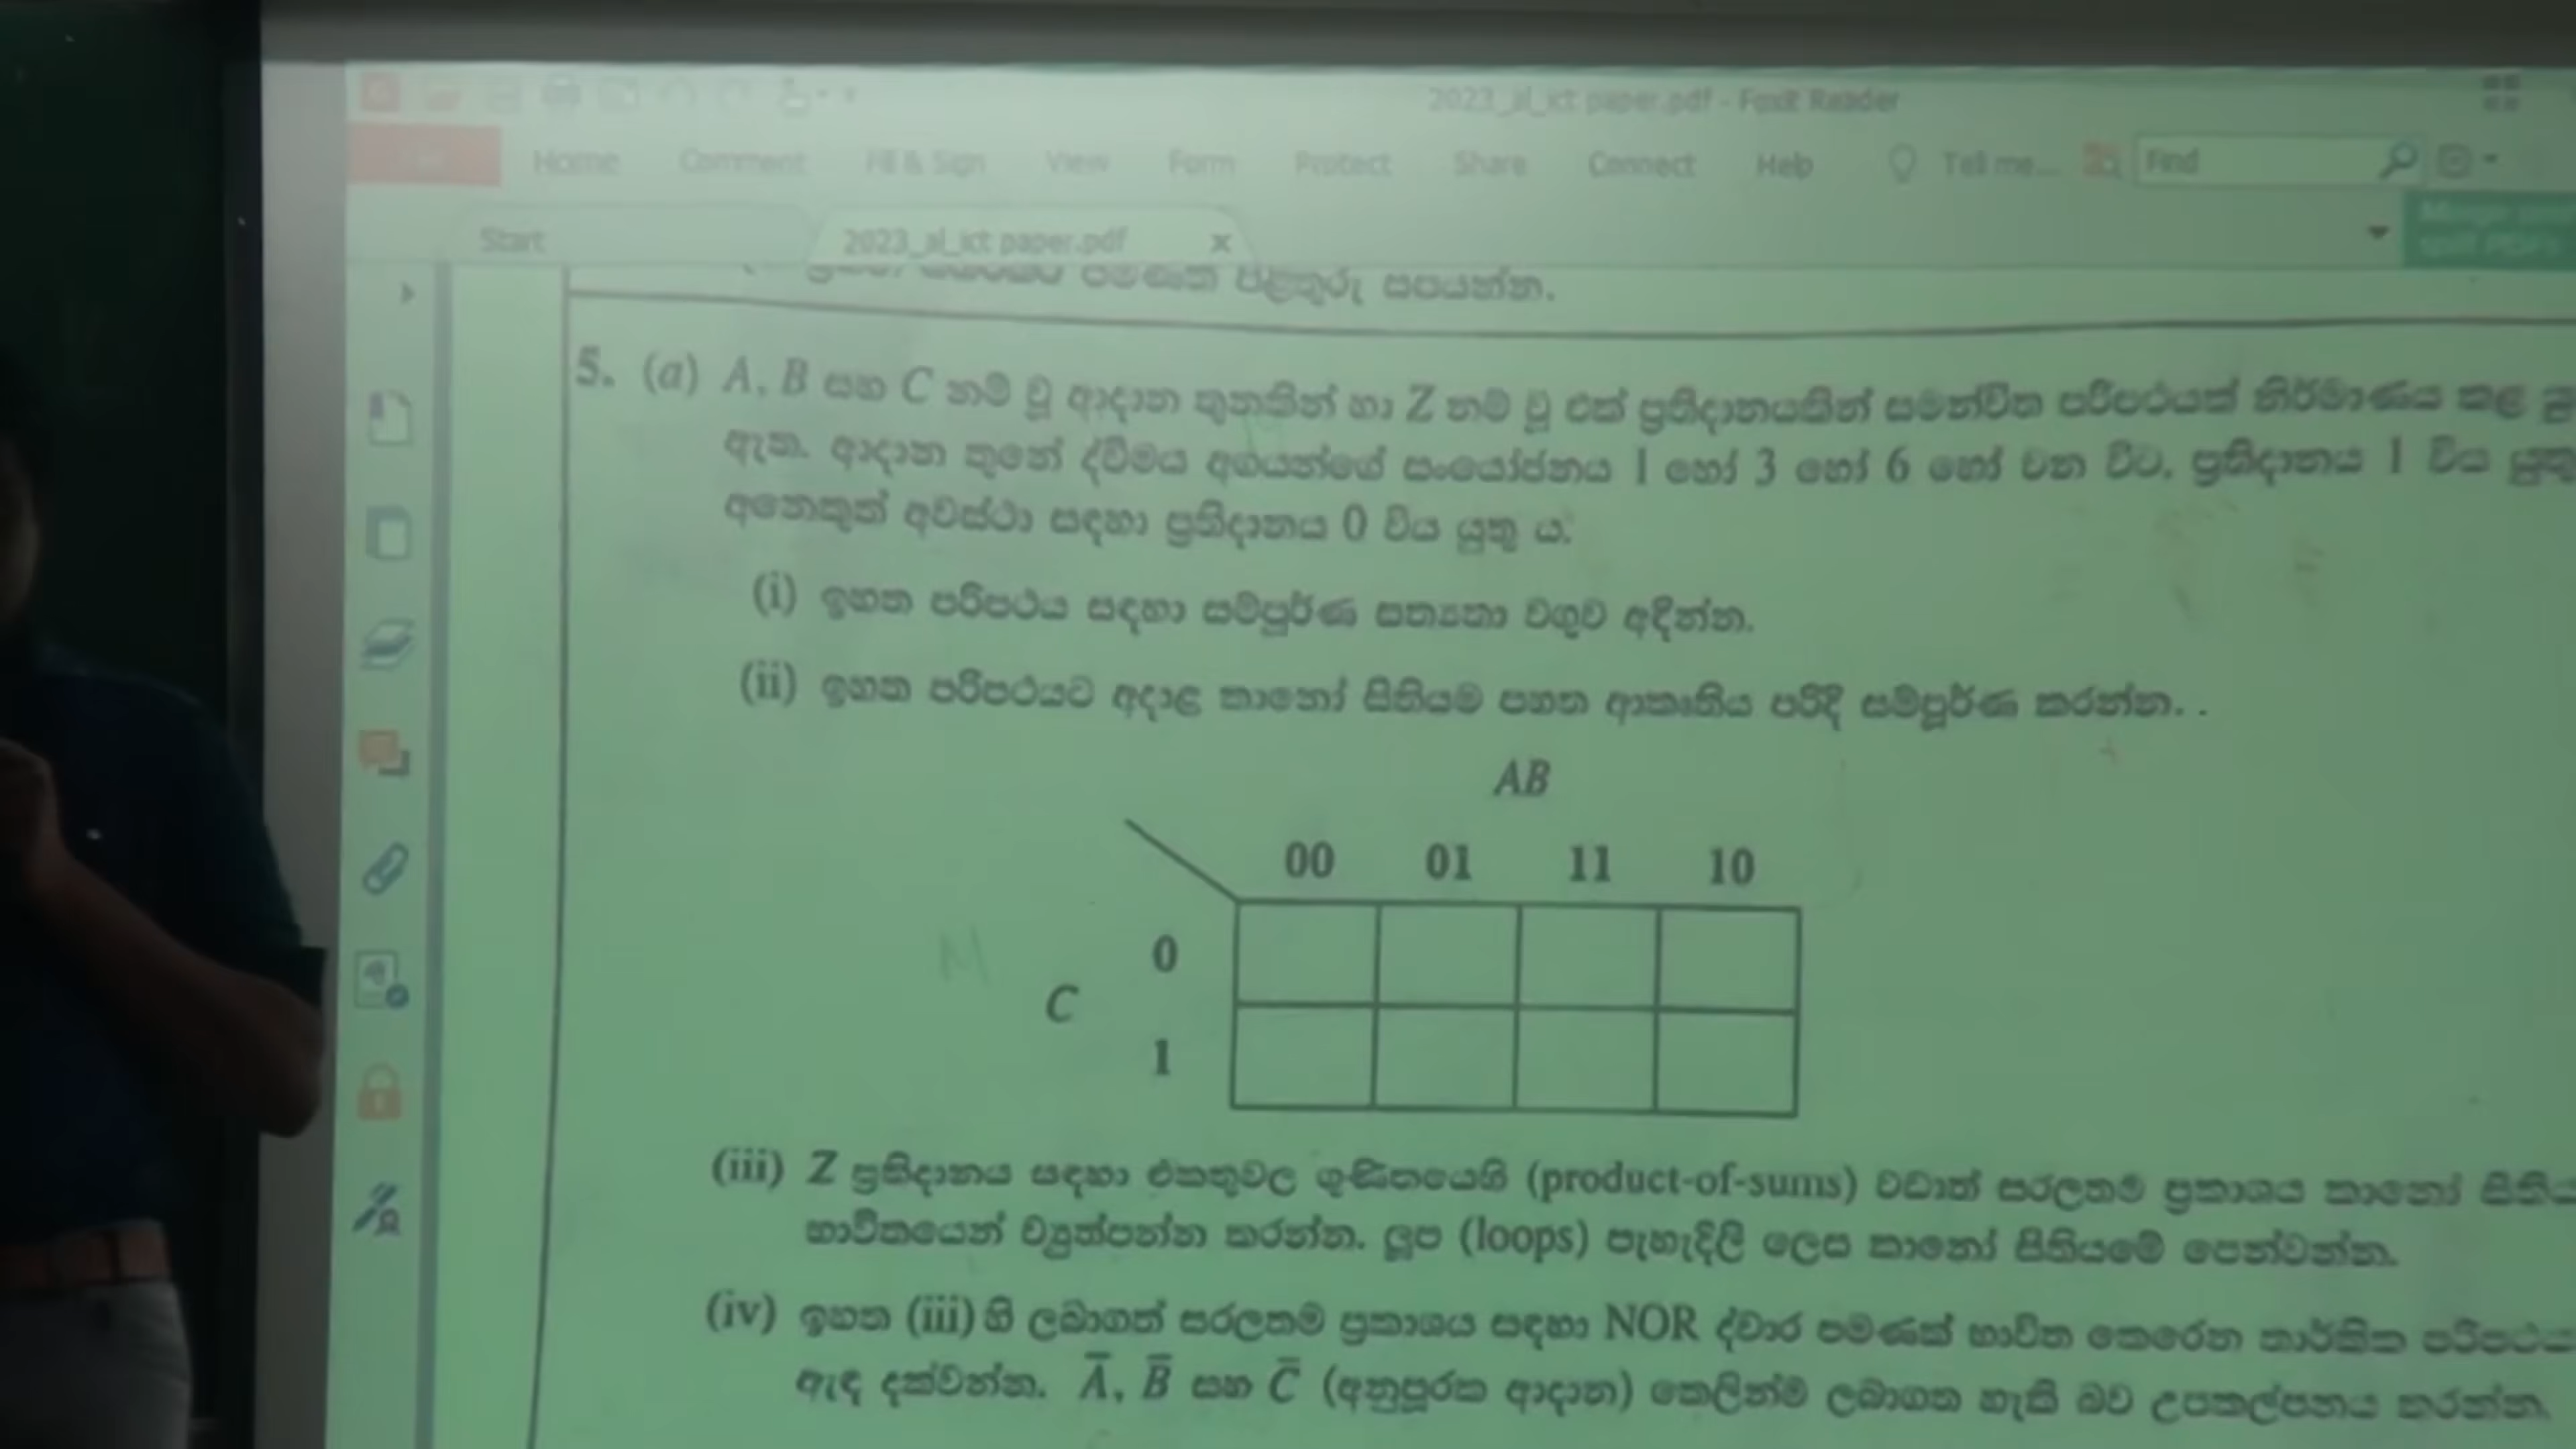 2023_al_ict paper.pdf - Foxit Reader
Home Comment Fill & Sign View Form Protect Share Connect Help Tell me... Find
Start 2023_al_ict paper.pdf x
පමණක් පිළිතුරු සපයන්න.
5. (a) A, B සහ C නම් වූ ආදාන තුනකින් හා Z නම් වූ එක් ප්‍රතිදානයකින් සමන්විත පරිපථයක් නිර්මාණය කළ
ඇත. ආදාන තුනේ ද්විමය අගයන්ගේ සංයෝජනය 1 හෝ 3 හෝ 6 හෝ වන විට, ප්‍රතිදානය 1 විය යුතු
අනෙකුත් අවස්ථා සඳහා ප්‍රතිදානය 0 විය යුතු ය.
(i) ඉහත පරිපථය සඳහා සම්පූර්ණ සත්‍යතා වගුව අඳින්න.
(ii) ඉහත පරිපථයට අදාළ කානෝ සිතියම පහත ආකෘතිය පරිදි සම්පූර්ණ කරන්න.
AB
00 01 11 10
0
C
1
(iii) Z ප්‍රතිදානය සඳහා එකතුවල ගුණිතයෙහි (product-of-sums) වඩාත් සරලතම ප්‍රකාශය කානෝ
භාවිතයෙන් ව්‍යුත්පන්න කරන්න. ලූප (loops) පැහැදිලි ලෙස කානෝ සිතියමේ පෙන්වන්න.
(iv) ඉහත (iii) හි ලබාගත් සරලතම ප්‍රකාශය සඳහා NOR ද්වාර පමණක් භාවිත කෙරෙන තාර්කික පරිපථය
ඇඳ දක්වන්න. A̅, B̅ සහ C̅ (අනුපූරක ආදාන) කෙලින්ම ලබාගත හැකි බව උපකල්පනය කරන්න.